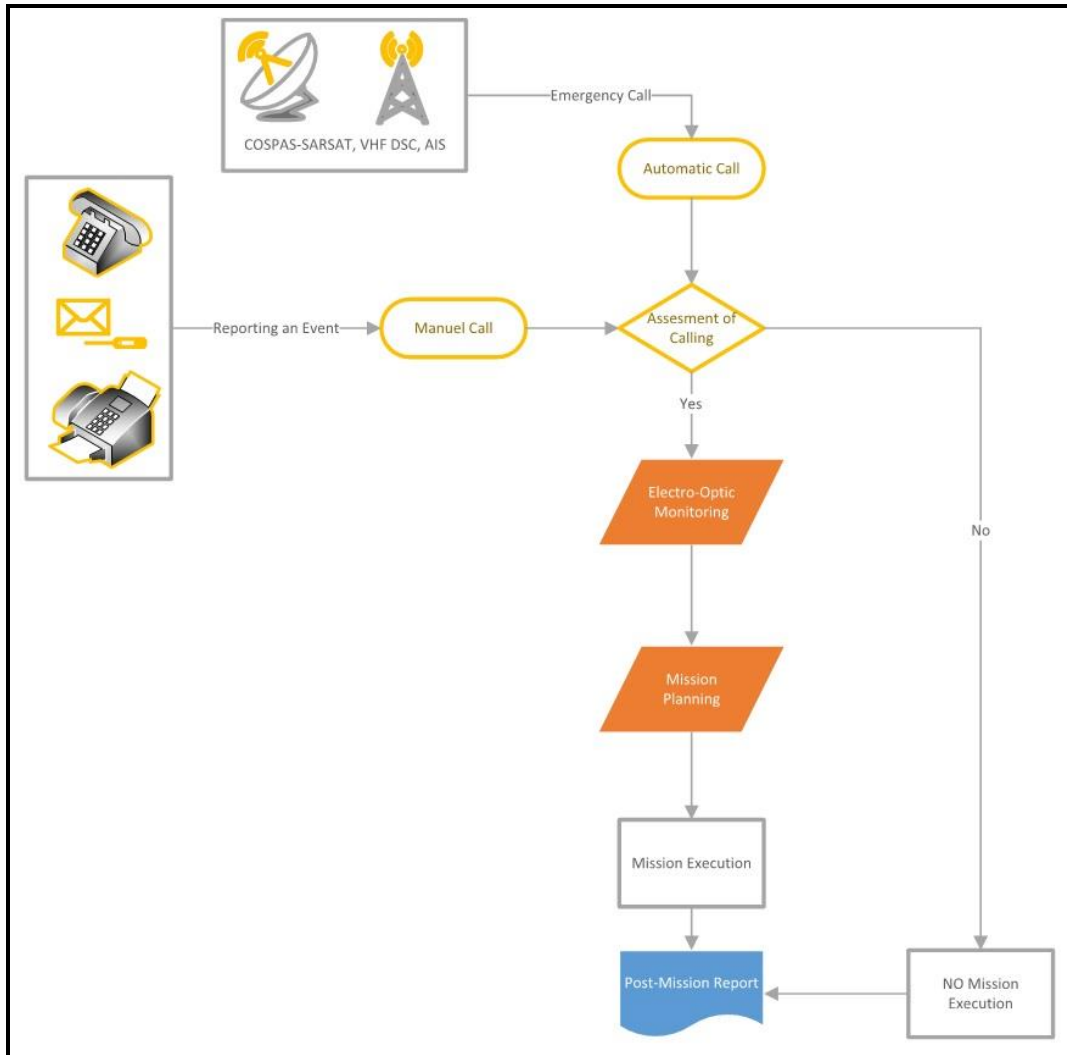 COSPAS-SARSAT, VHF DSC, AIS
Emergency Call
Automatic Call
Reporting an Event
Manuel Call
Assesment of
Calling
Yes
Electro-Optic
Monitoring
No
Mission
Planning
Mission Execution
Post-Mission Report
NO Mission
Execution